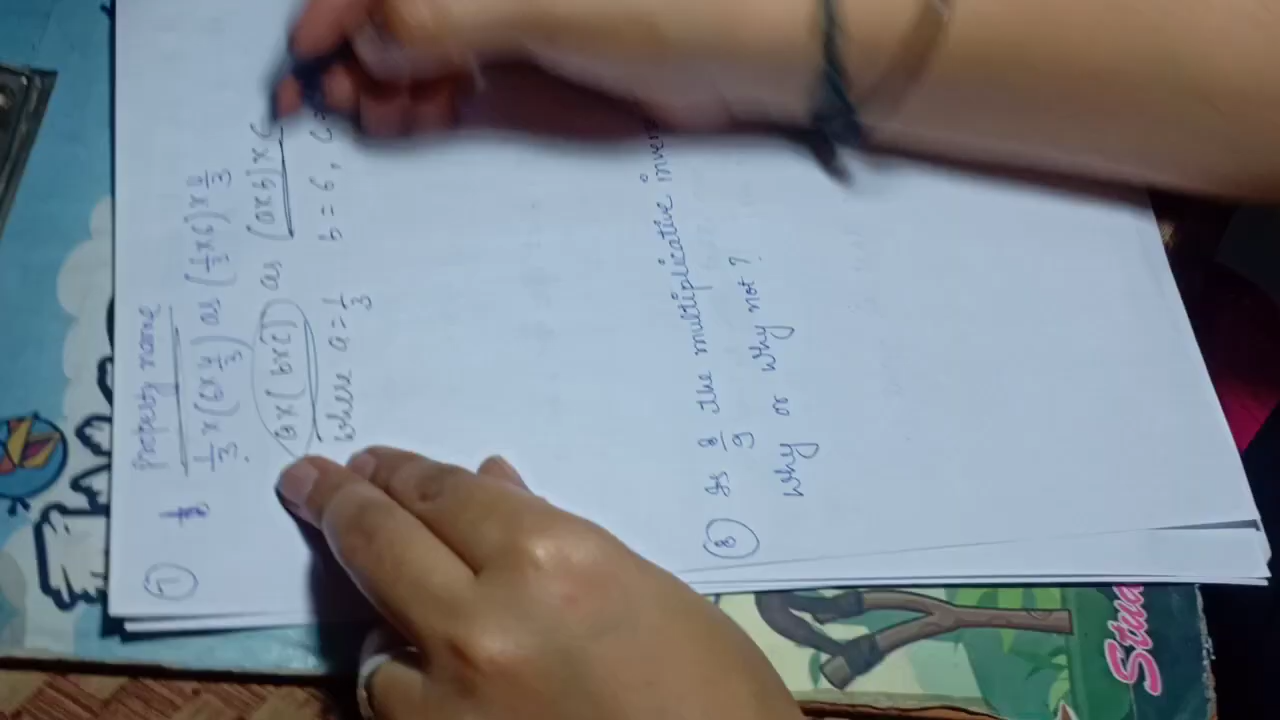 7 Property name
1/3 x (6 x 4/3) as (1/3 x 6) x 4/3
a x (b x c) as (a x b) x c
where a = 1/3 b = 6, c =
8 Is 8/9 the multiplicative
why or why not?